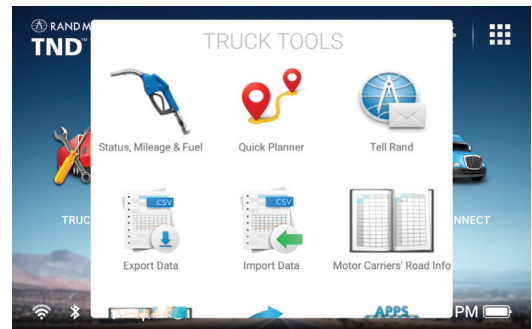 RAND M
TND™
TRUCK TOOLS
Status, Mileage & Fuel
Quick Planner
Tell Rand
.CSV
.CSV
Export Data
Import Data
Motor Carriers' Road Info
TRUC
NNECT
APPS
PM